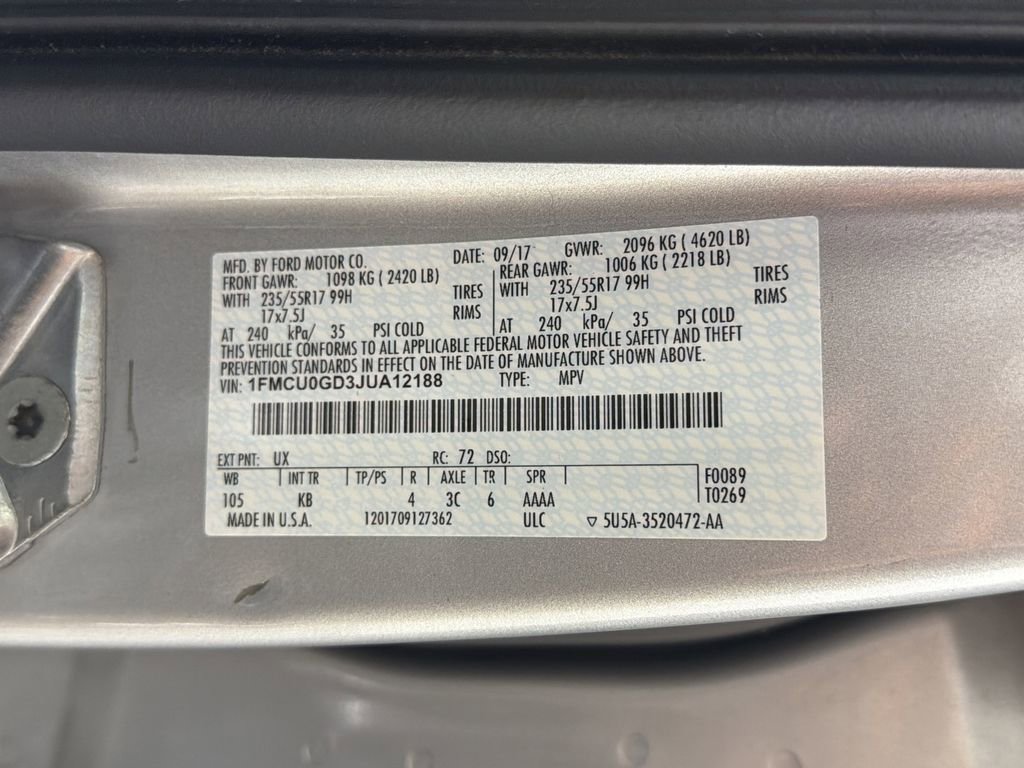 MFD. BY FORD MOTOR CO. DATE: 09/17 GVWR: 2096 KG ( 4620 LB)
FRONT GAWR: 1098 KG ( 2420 LB) REAR GAWR: 1006 KG ( 2218 LB)
WITH 235/55R17 99H TIRES WITH 235/55R17 99H TIRES
17x7.5J RIMS 17x7.5J RIMS
AT 240 kPa/ 35 PSI COLD AT 240 kPa/ 35 PSI COLD
THIS VEHICLE CONFORMS TO ALL APPLICABLE FEDERAL MOTOR VEHICLE SAFETY AND THEFT
PREVENTION STANDARDS IN EFFECT ON THE DATE OF MANUFACTURE SHOWN ABOVE.
VIN: 1FMCU0GD3JUA12188 TYPE: MPV
EXT PNT: UX RC: 72 DSO:
WB INT TR TP/PS R AXLE TR SPR F0089
105 KB 4 3C 6 AAAA T0269
MADE IN U.S.A. 1201709127362 ULC ▽ 5U5A-3520472-AA